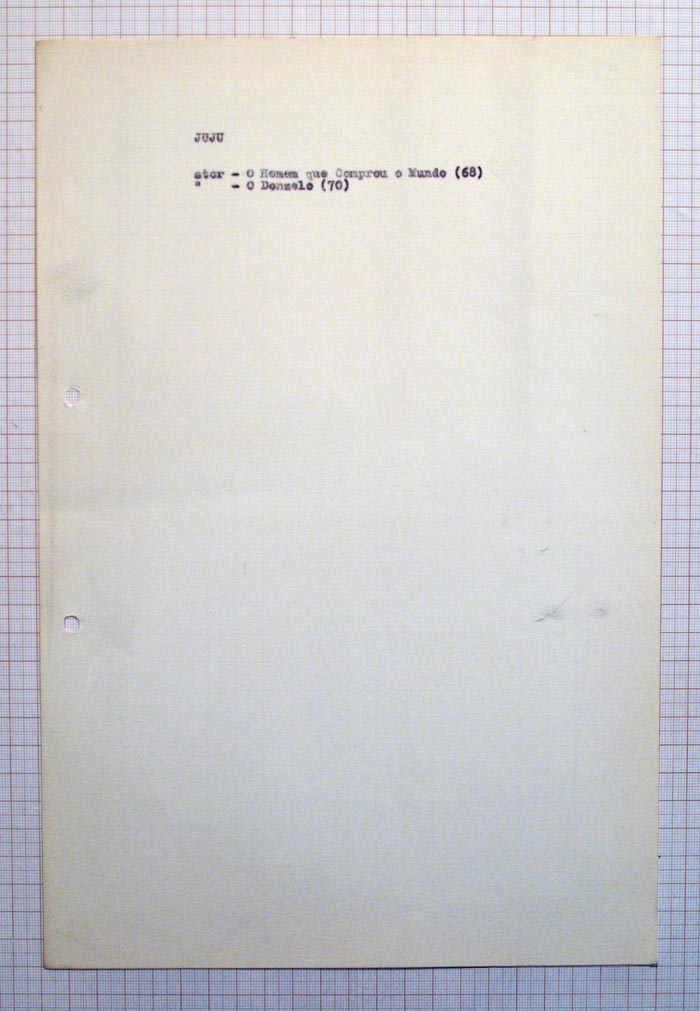 JUJU
ator - O Homem que Comprou o Mundo (68)
" - O Donzelo (70)